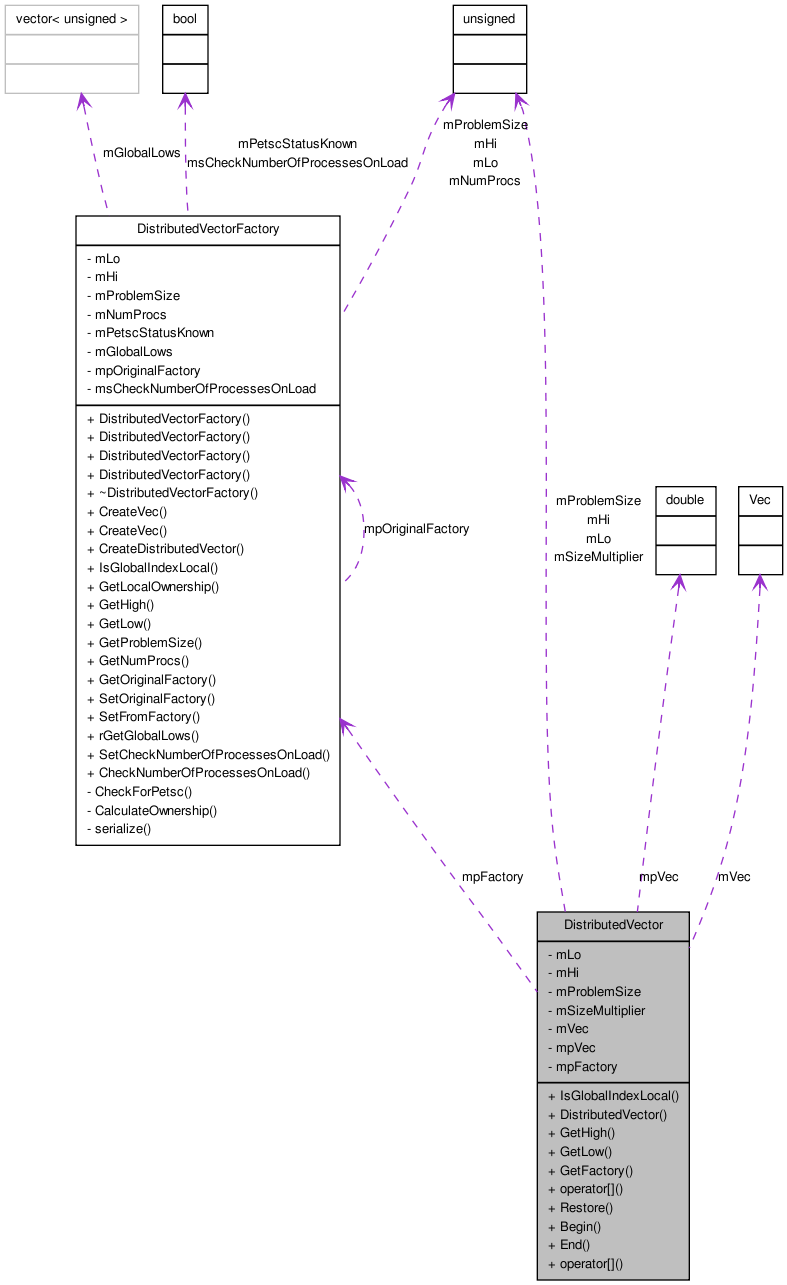 vector< unsigned >
bool
unsigned
mGlobalLows
mPetscStatusKnown
msCheckNumberOfProcessesOnLoad
mProblemSize
mHi
mLo
mNumProcs
DistributedVectorFactory
- mLo
- mHi
- mProblemSize
- mNumProcs
- mPetscStatusKnown
- mGlobalLows
- mpOriginalFactory
- msCheckNumberOfProcessesOnLoad
+ DistributedVectorFactory()
+ DistributedVectorFactory()
+ DistributedVectorFactory()
+ DistributedVectorFactory()
+ ~DistributedVectorFactory()
+ CreateVec()
+ CreateVec()
+ CreateDistributedVector()
+ IsGlobalIndexLocal()
+ GetLocalOwnership()
+ GetHigh()
+ GetLow()
+ GetProblemSize()
+ GetNumProcs()
+ GetOriginalFactory()
+ SetOriginalFactory()
+ SetFromFactory()
+ rGetGlobalLows()
+ SetCheckNumberOfProcessesOnLoad()
+ CheckNumberOfProcessesOnLoad()
- CheckForPetsc()
- CalculateOwnership()
- serialize()
mpOriginalFactory
mProblemSize
mHi
mLo
mSizeMultiplier
double
Vec
mpFactory
mpVec
mVec
DistributedVector
- mLo
- mHi
- mProblemSize
- mSizeMultiplier
- mVec
- mpVec
- mpFactory
+ IsGlobalIndexLocal()
+ DistributedVector()
+ GetHigh()
+ GetLow()
+ GetFactory()
+ operator[]()
+ Restore()
+ Begin()
+ End()
+ operator[]()